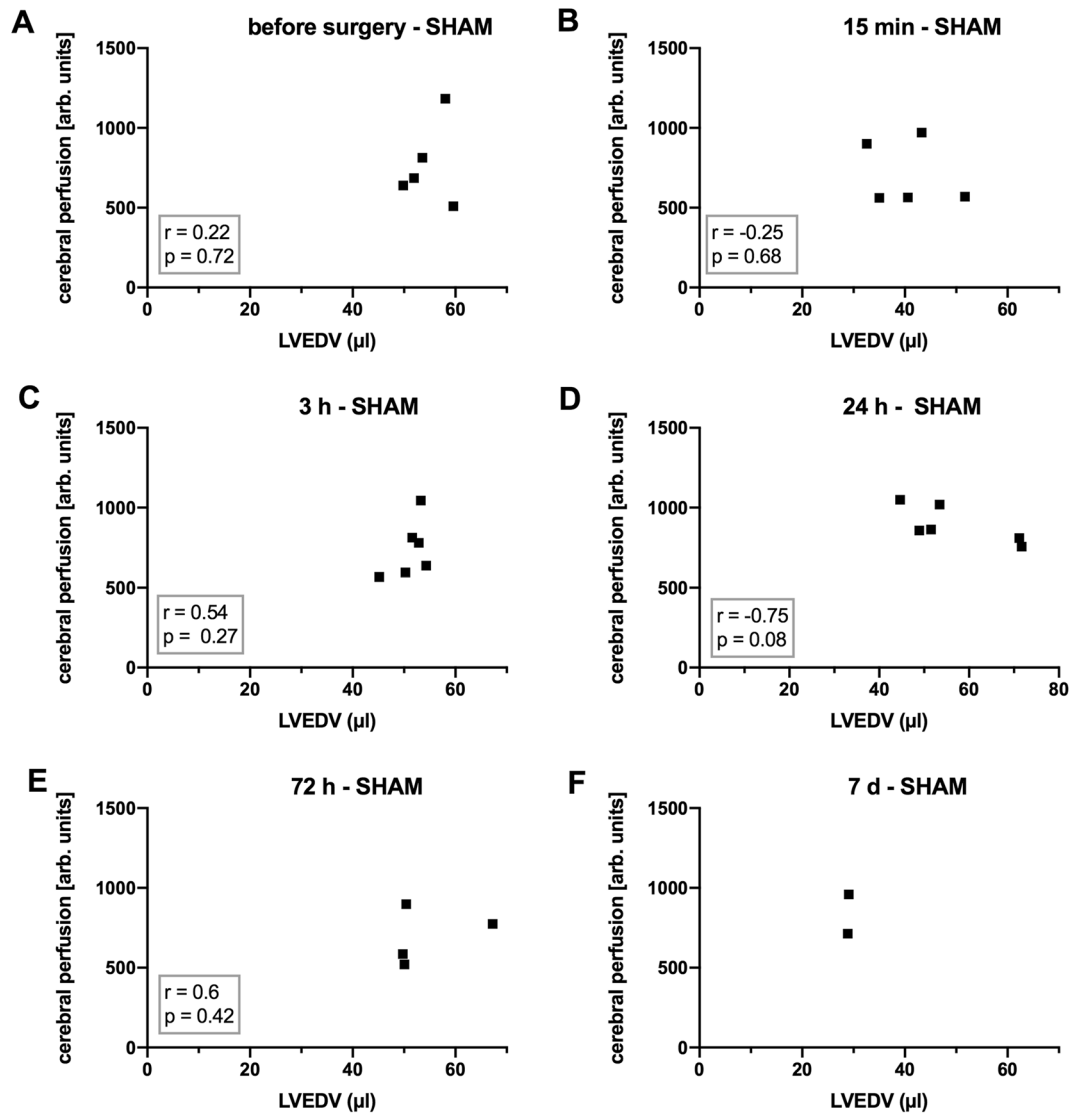 A
before surgery - SHAM
cerebral perfusion [arb. units]
1500
1000
500
0
r = 0.22
p = 0.72
0 20 40 60
LVEDV (µl)
B
15 min - SHAM
cerebral perfusion [arb. units]
1500
1000
500
0
r = -0.25
p = 0.68
0 20 40 60
LVEDV (µl)
C
3 h - SHAM
cerebral perfusion [arb. units]
1500
1000
500
0
r = 0.54
p = 0.27
0 20 40 60
LVEDV (µl)
D
24 h - SHAM
cerebral perfusion [arb. units]
1500
1000
500
0
r = -0.75
p = 0.08
0 20 40 60 80
LVEDV (µl)
E
72 h - SHAM
cerebral perfusion [arb. units]
1500
1000
500
0
r = 0.6
p = 0.42
0 20 40 60
LVEDV (µl)
F
7 d - SHAM
cerebral perfusion [arb. units]
1500
1000
500
0
0 20 40 60
LVEDV (µl)